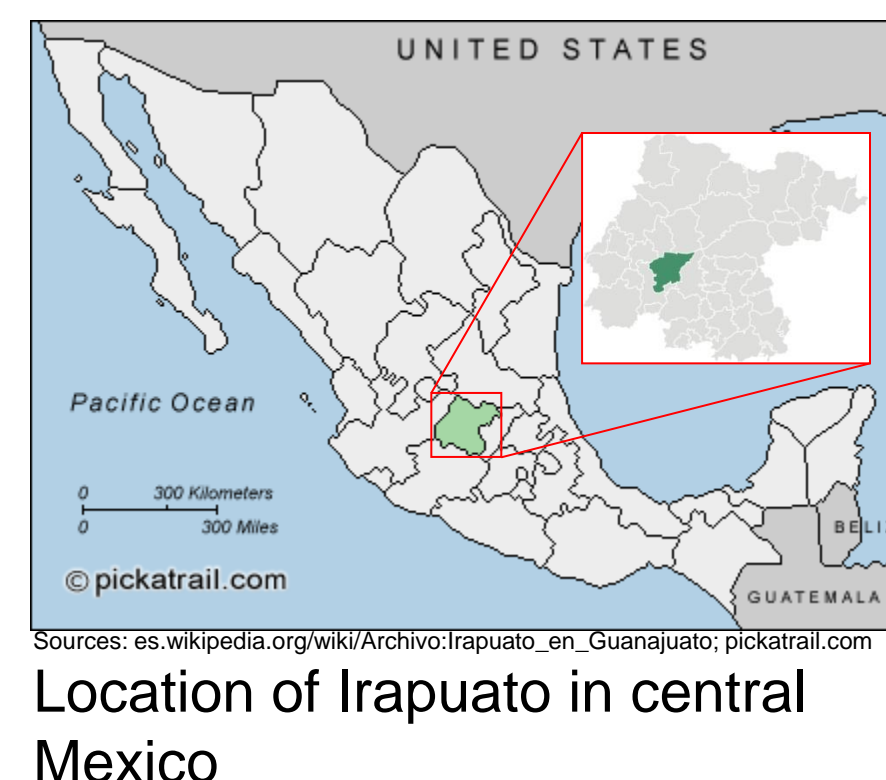 UNITED STATES
Pacific Ocean
0 300 Kilometers
0 300 Miles
© pickatrail.com
BELI
GUATEMALA
Sources: es.wikipedia.org/wiki/Archivo:Irapuato_en_Guanajuato; pickatrail.com
Location of Irapuato in central
Mexico